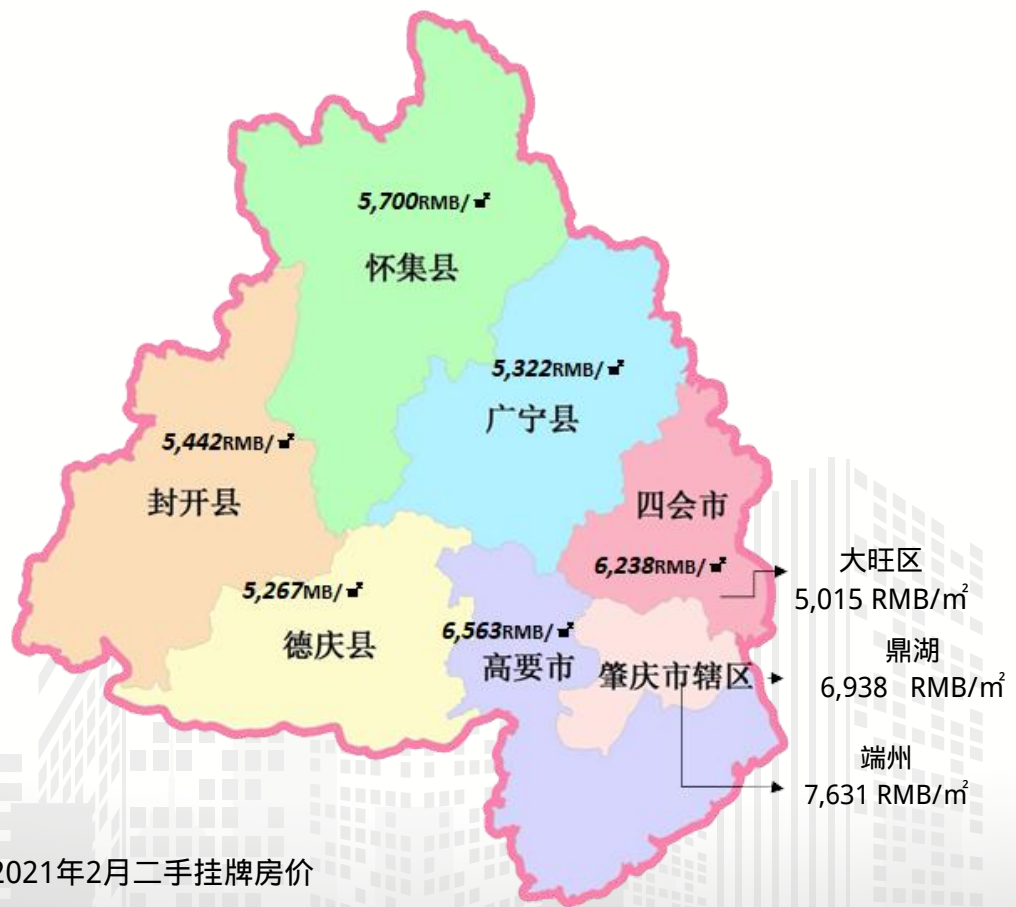 5,700RMB/㎡
怀集县
5,322RMB/㎡
广宁县
5,442RMB/㎡
封开县
四会市
6,238RMB/㎡
大旺区
5,015 RMB/㎡
5,267MB/㎡
德庆县
6,563RMB/㎡
高要市
肇庆市辖区
鼎湖
6,938 RMB/㎡
端州
7,631 RMB/㎡
2021年2月二手挂牌房价